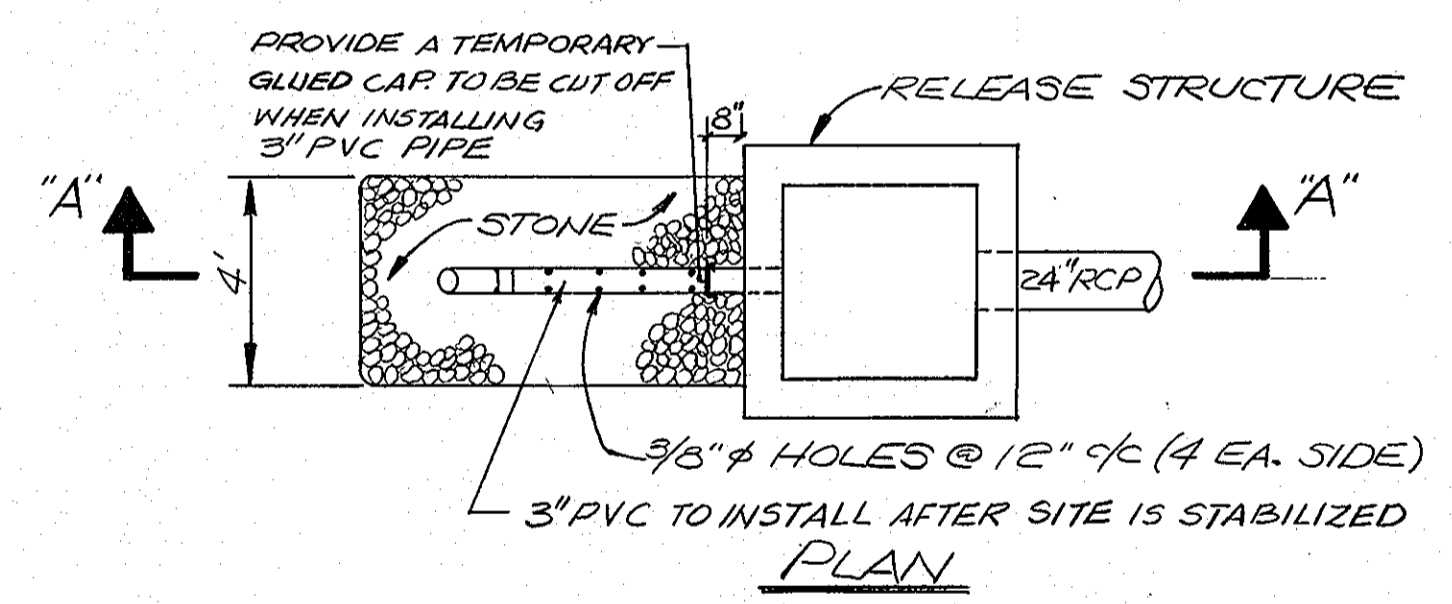 PROVIDE A TEMPORARY
GLUED CAP. TO BE CUT OFF
WHEN INSTALLING
3" PVC PIPE
8"
RELEASE STRUCTURE
"A"
"A"
STONE
4'
24" RCP
3/8" φ HOLES @ 12" c/c (4 EA. SIDE)
3" PVC TO INSTALL AFTER SITE IS STABILIZED
PLAN